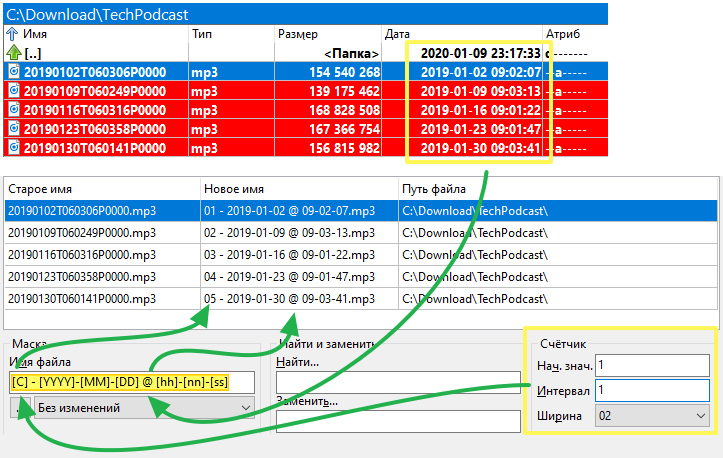 C:\Download\TechPodcast
Имя Тип Размер Дата Атриб
[..] <Папка> 2020-01-09 23:17:33 d-------
20190102T060306P0000 mp3 154 540 268 2019-01-02 09:02:07 --a-----
20190109T060249P0000 mp3 139 175 462 2019-01-09 09:03:13 --a-----
20190116T060316P0000 mp3 168 828 508 2019-01-16 09:01:22 --a-----
20190123T060358P0000 mp3 167 366 754 2019-01-23 09:01:47 --a-----
20190130T060141P0000 mp3 156 815 982 2019-01-30 09:03:41 --a-----
Старое имя Новое имя Путь файла
20190102T060306P0000.mp3 01 - 2019-01-02 @ 09-02-07.mp3 C:\Download\TechPodcast\
20190109T060249P0000.mp3 02 - 2019-01-09 @ 09-03-13.mp3 C:\Download\TechPodcast\
20190116T060316P0000.mp3 03 - 2019-01-16 @ 09-01-22.mp3 C:\Download\TechPodcast\
20190123T060358P0000.mp3 04 - 2019-01-23 @ 09-01-47.mp3 C:\Download\TechPodcast\
20190130T060141P0000.mp3 05 - 2019-01-30 @ 09-03-41.mp3 C:\Download\TechPodcast\
Маска Найти и заменить Счётчик
Имя файла Найти... Нач. знач. 1
[C] - [YYYY]-[MM]-[DD] @ [hh]-[nn]-[ss] Интервал 1
... Без изменений Заменить... Ширина 02